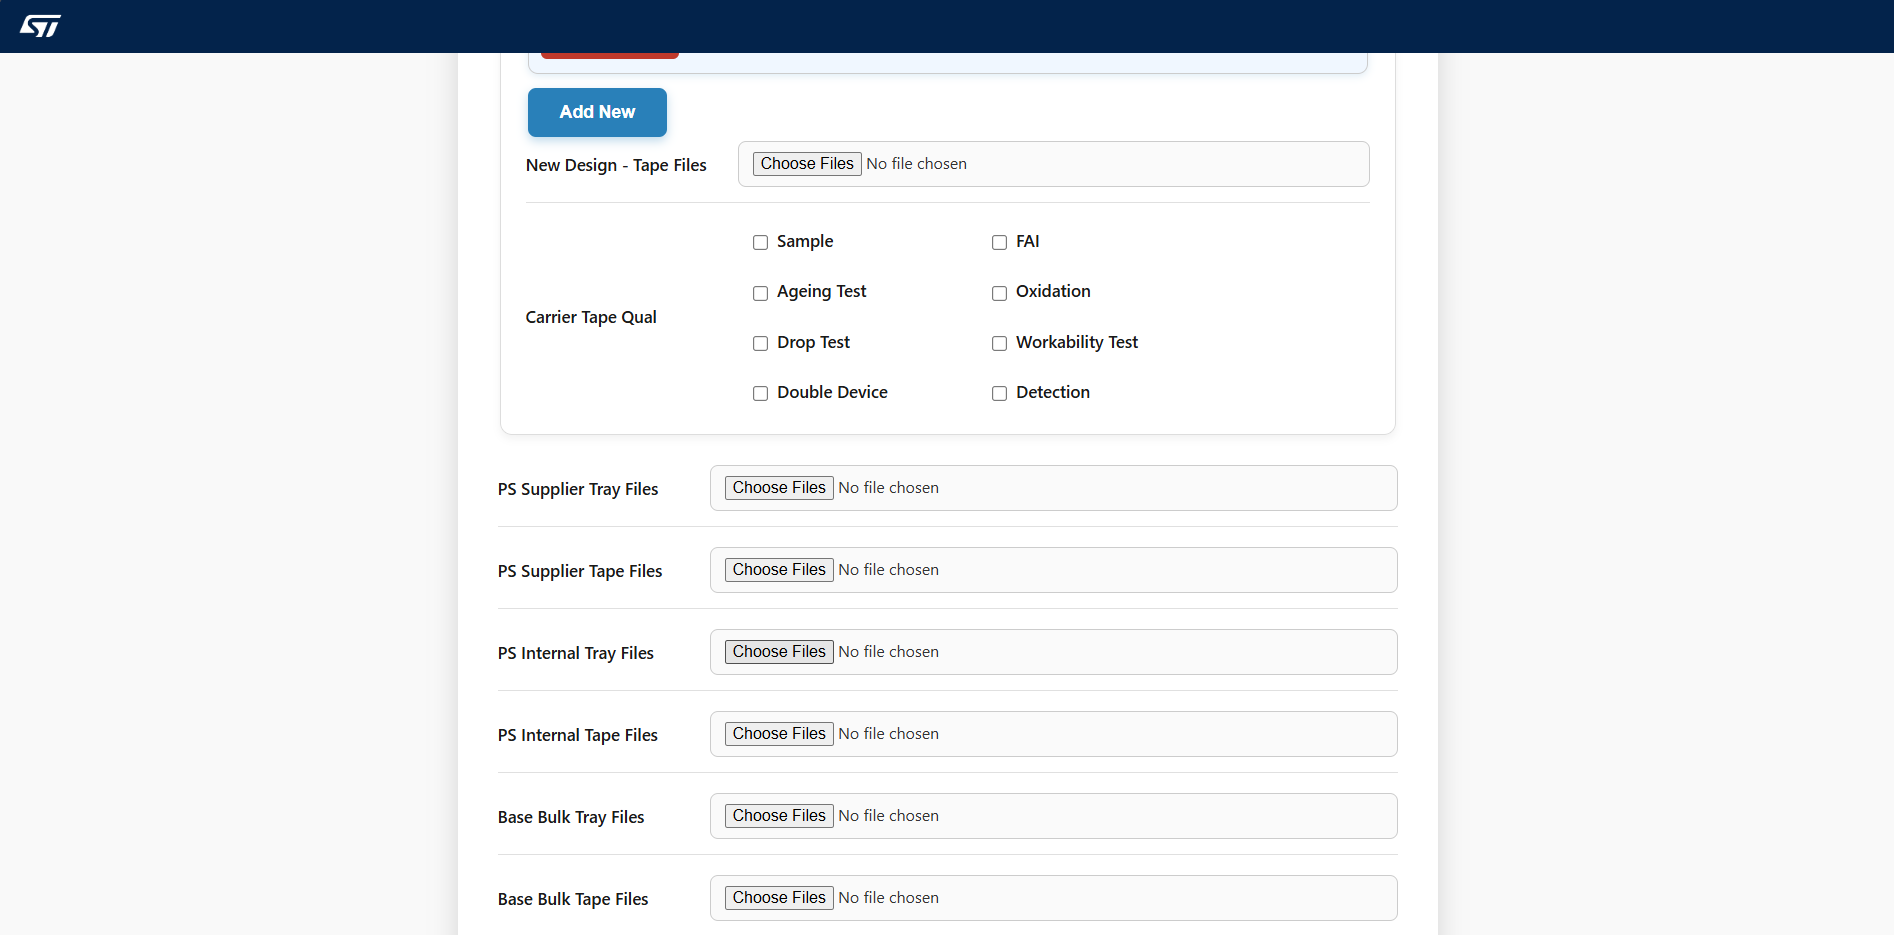 ST
Add New
New Design - Tape Files Choose Files No file chosen
Sample FAI
Ageing Test Oxidation
Carrier Tape Qual
Drop Test Workability Test
Double Device Detection
PS Supplier Tray Files Choose Files No file chosen
PS Supplier Tape Files Choose Files No file chosen
PS Internal Tray Files Choose Files No file chosen
PS Internal Tape Files Choose Files No file chosen
Base Bulk Tray Files Choose Files No file chosen
Base Bulk Tape Files Choose Files No file chosen